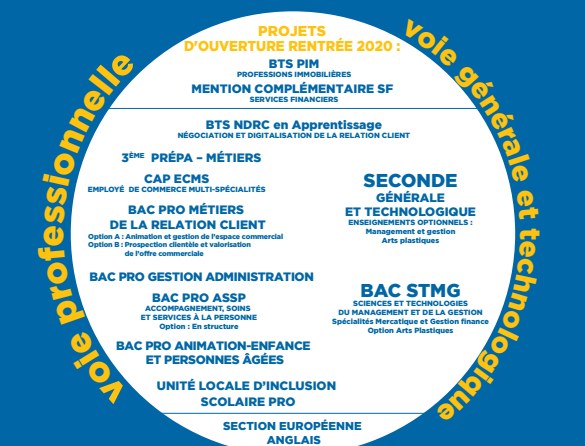 PROJETS
D'OUVERTURE RENTRÉE 2020 :
BTS PIM
PROFESSIONS IMMOBILIÈRES
MENTION COMPLÉMENTAIRE SF
SERVICES FINANCIERS
BTS NDRC en Apprentissage
NÉGOCIATION ET DIGITALISATION DE LA RELATION CLIENT
voie professionnelle
3ÈME PRÉPA – MÉTIERS
CAP ECMS
EMPLOYÉ DE COMMERCE MULTI-SPÉCIALITÉS
BAC PRO MÉTIERS
DE LA RELATION CLIENT
Option A : Animation et gestion de l'espace commercial
Option B : Prospection clientèle et valorisation
de l'offre commerciale
BAC PRO GESTION ADMINISTRATION
BAC PRO ASSP
ACCOMPAGNEMENT, SOINS
ET SERVICES À LA PERSONNE
Option : En structure
BAC PRO ANIMATION-ENFANCE
ET PERSONNES ÂGÉES
UNITÉ LOCALE D'INCLUSION
SCOLAIRE PRO
voie générale et technologique
SECONDE
GÉNÉRALE
ET TECHNOLOGIQUE
ENSEIGNEMENTS OPTIONNELS :
Management et gestion
Arts plastiques
BAC STMG
SCIENCES ET TECHNOLOGIES
DU MANAGEMENT ET DE LA GESTION
Spécialités Mercatique et Gestion finance
Option Arts Plastiques
SECTION EUROPÉENNE
ANGLAIS